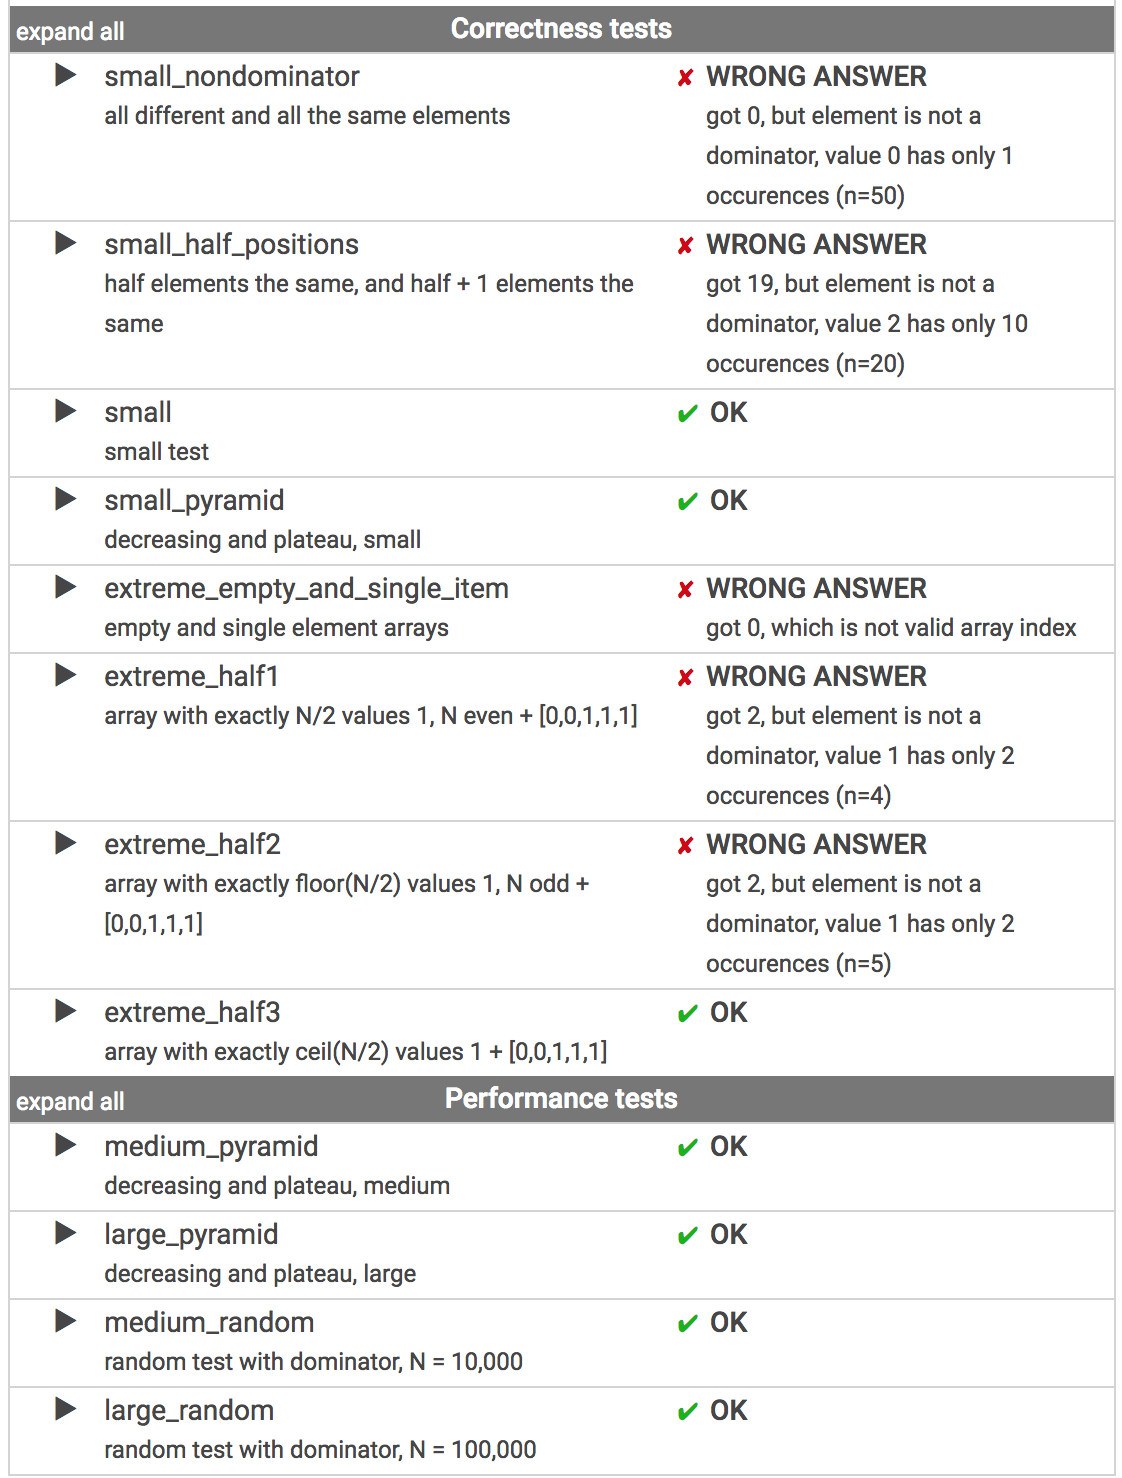 expand all Correctness tests
small_nondominator ✘ WRONG ANSWER
all different and all the same elements got 0, but element is not a
dominator, value 0 has only 1
occurences (n=50)
small_half_positions ✘ WRONG ANSWER
half elements the same, and half + 1 elements the got 19, but element is not a
same dominator, value 2 has only 10
occurences (n=20)
small ✔ OK
small test
small_pyramid ✔ OK
decreasing and plateau, small
extreme_empty_and_single_item ✘ WRONG ANSWER
empty and single element arrays got 0, which is not valid array index
extreme_half1 ✘ WRONG ANSWER
array with exactly N/2 values 1, N even + [0,0,1,1,1] got 2, but element is not a
dominator, value 1 has only 2
occurences (n=4)
extreme_half2 ✘ WRONG ANSWER
array with exactly floor(N/2) values 1, N odd + got 2, but element is not a
[0,0,1,1,1] dominator, value 1 has only 2
occurences (n=5)
extreme_half3 ✔ OK
array with exactly ceil(N/2) values 1 + [0,0,1,1,1]
expand all Performance tests
medium_pyramid ✔ OK
decreasing and plateau, medium
large_pyramid ✔ OK
decreasing and plateau, large
medium_random ✔ OK
random test with dominator, N = 10,000
large_random ✔ OK
random test with dominator, N = 100,000